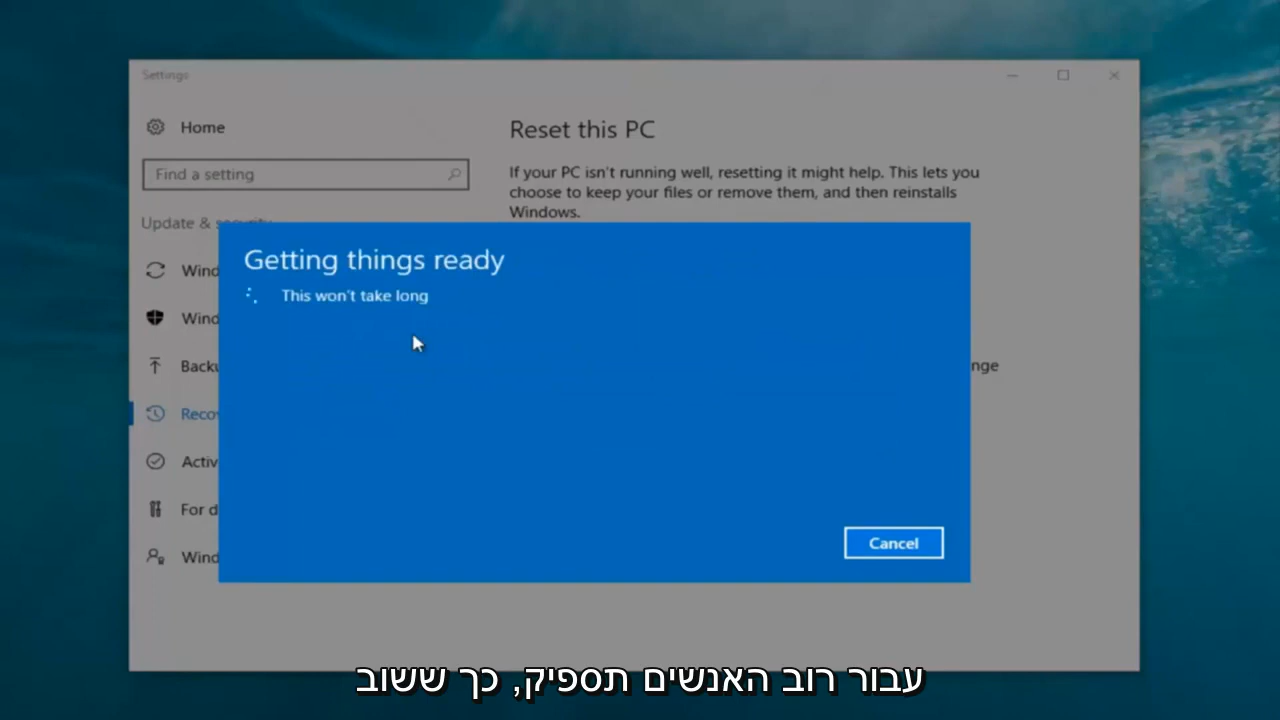 Settings
Home
Find a setting
Reset this PC
If your PC isn't running well, resetting it might help. This lets you
choose to keep your files or remove them, and then reinstalls
Windows.
Update & security
Getting things ready
This won't take long
Wind
Wind
Backu
Recov
Activ
For d
Wind
nge
Cancel
עבור רוב האנשים תספיק, כך ששוב